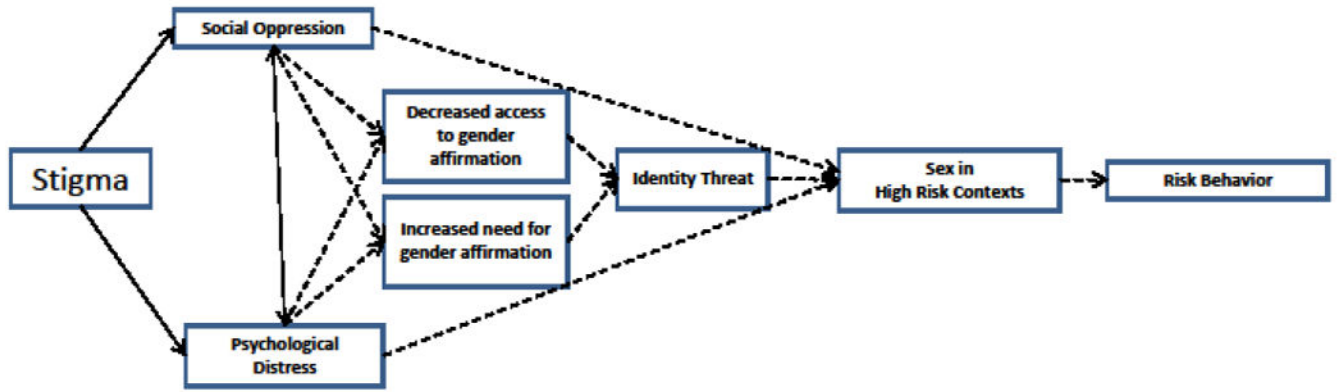 Social Oppression
Decreased access
to gender
affirmation
Stigma
Identity Threat
Sex in
High Risk Contexts
Risk Behavior
Increased need for
gender affirmation
Psychological
Distress